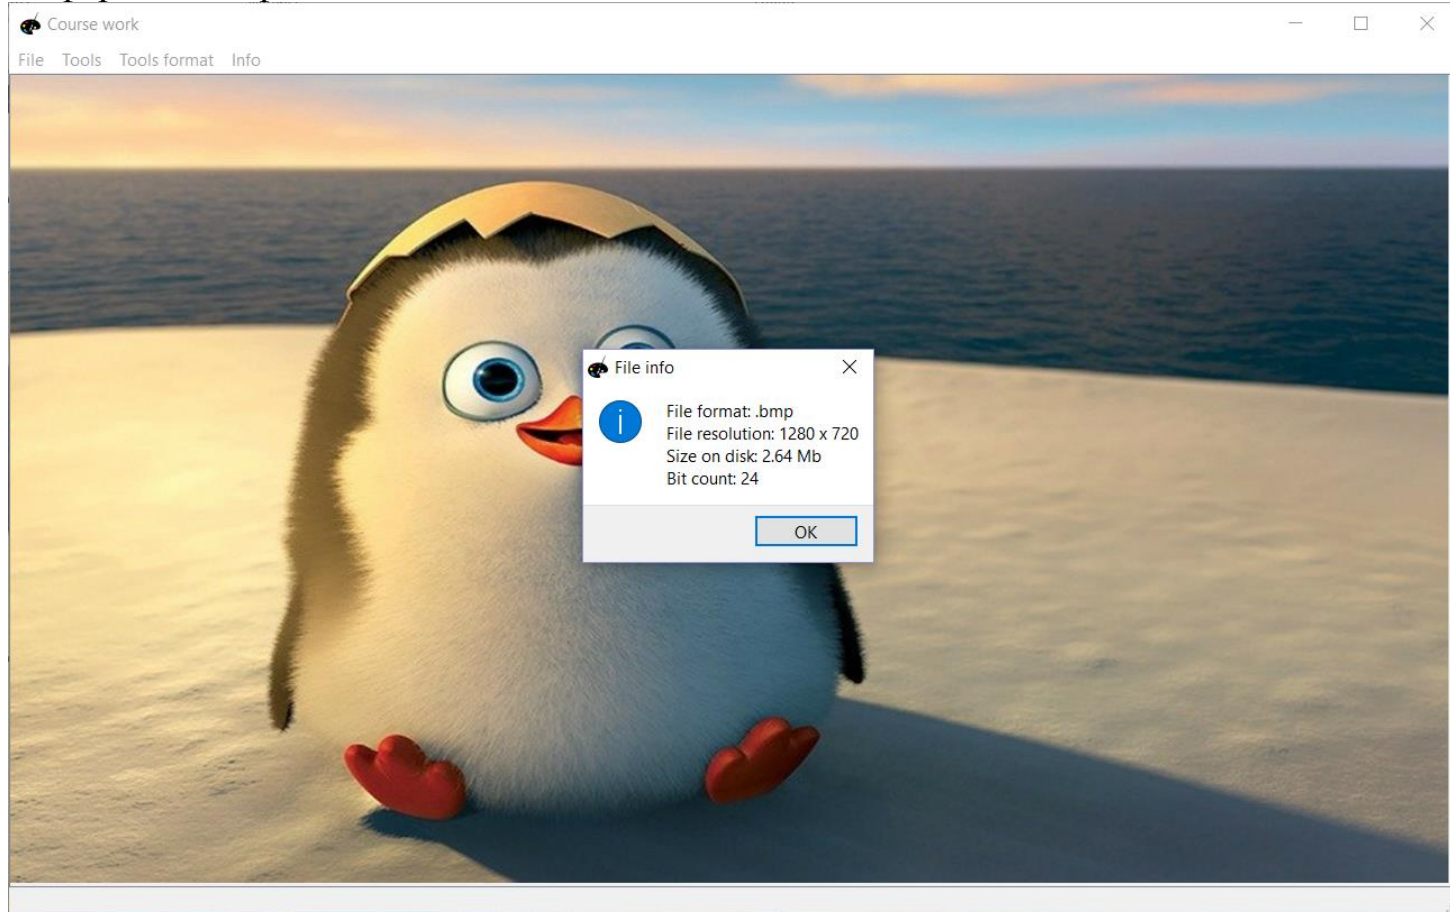 Course work
File Tools Tools format Info
File info
File format: .bmp
File resolution: 1280 x 720
Size on disk: 2.64 Mb
Bit count: 24
OK